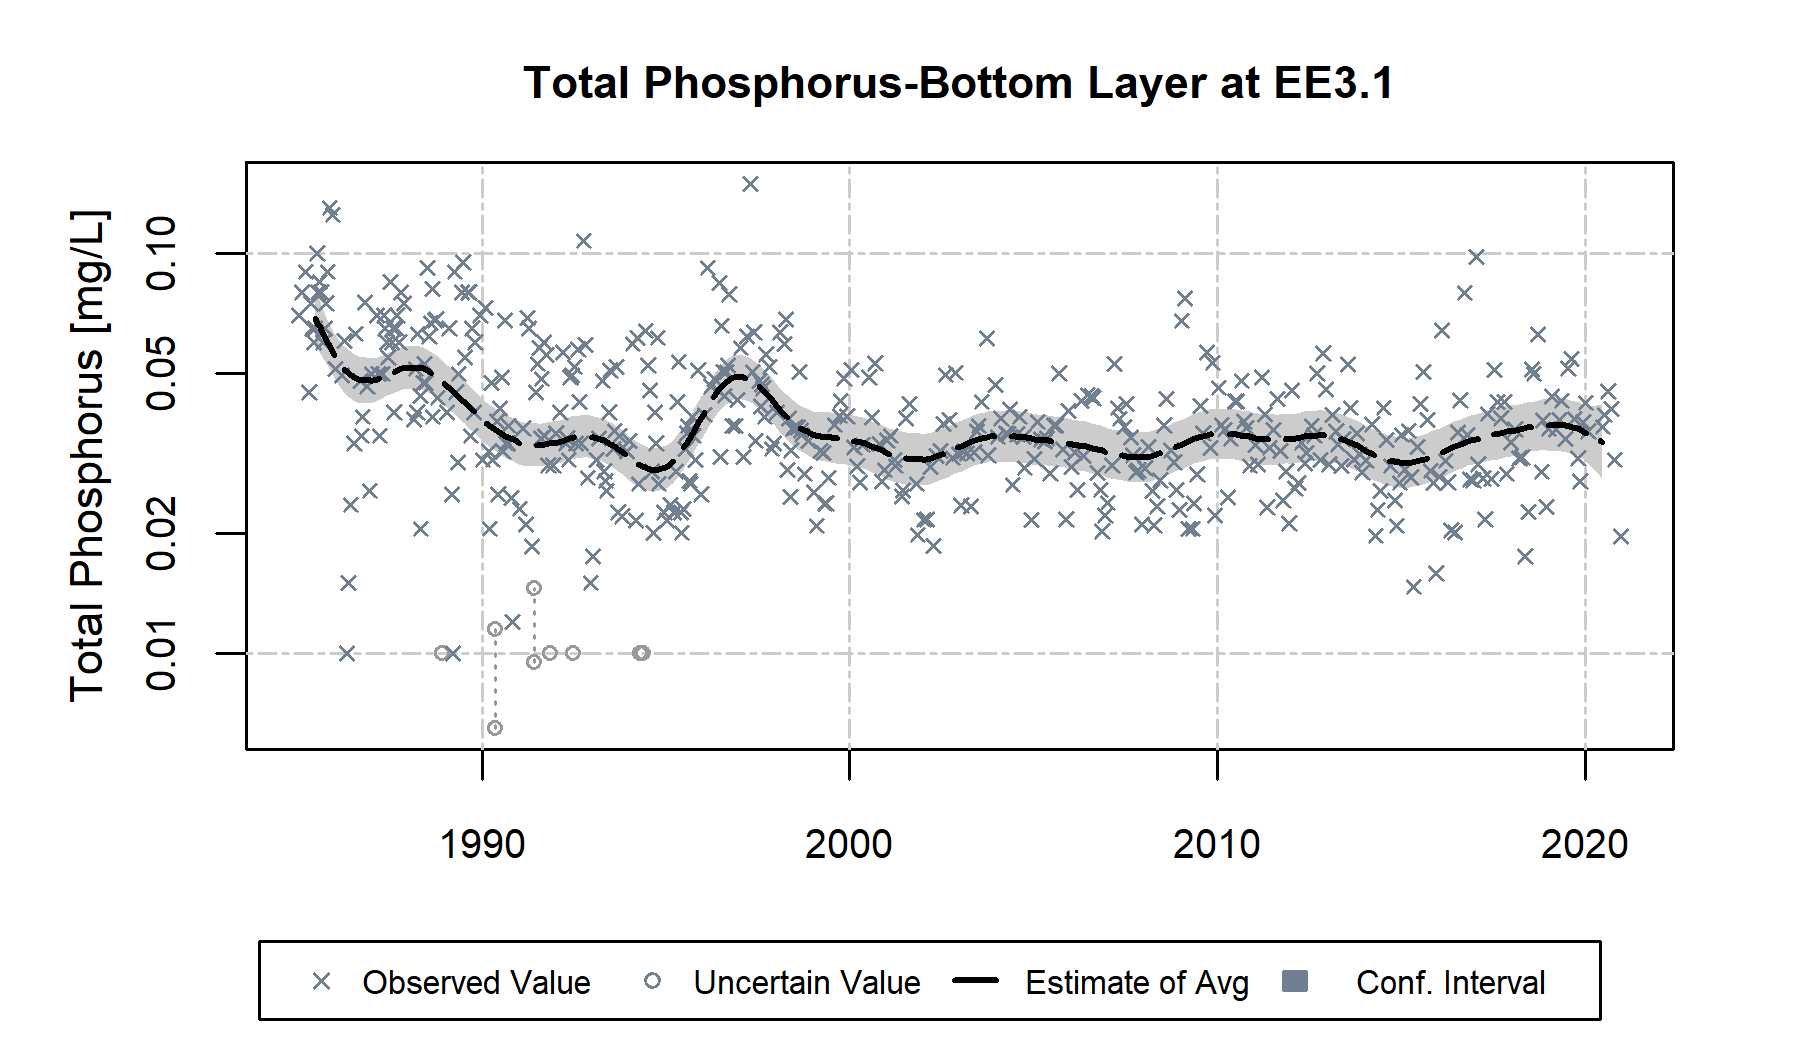 Total Phosphorus-Bottom Layer at EE3.1
Total Phosphorus [mg/L]
0.10
0.05
0.02
0.01
1990 2000 2010 2020
Observed Value Uncertain Value Estimate of Avg Conf. Interval